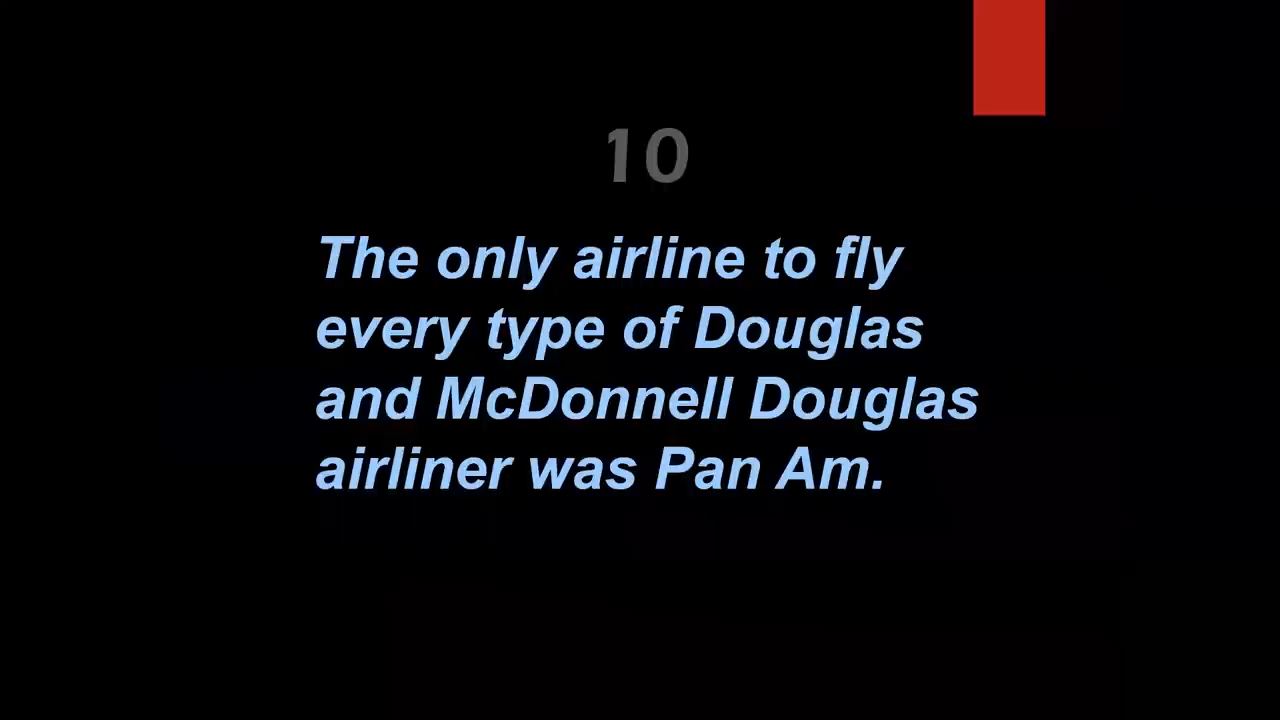 10
The only airline to fly
every type of Douglas
and McDonnell Douglas
airliner was Pan Am.